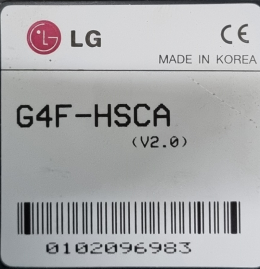 LG CE
MADE IN KOREA
G4F-HSCA
(V2.0)
0102096983